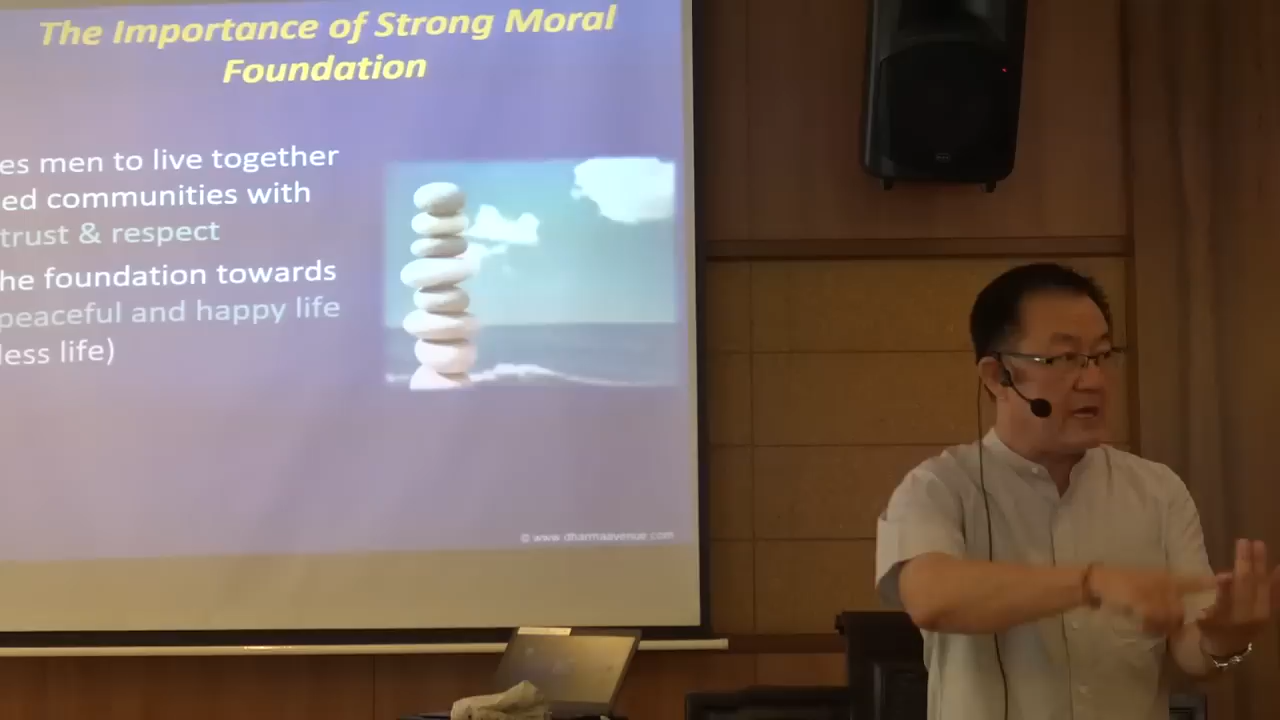 The Importance of Strong Moral
Foundation
es men to live together
ed communities with
trust & respect
he foundation towards
peaceful and happy life
less life)
© www.dharmaavenue.com